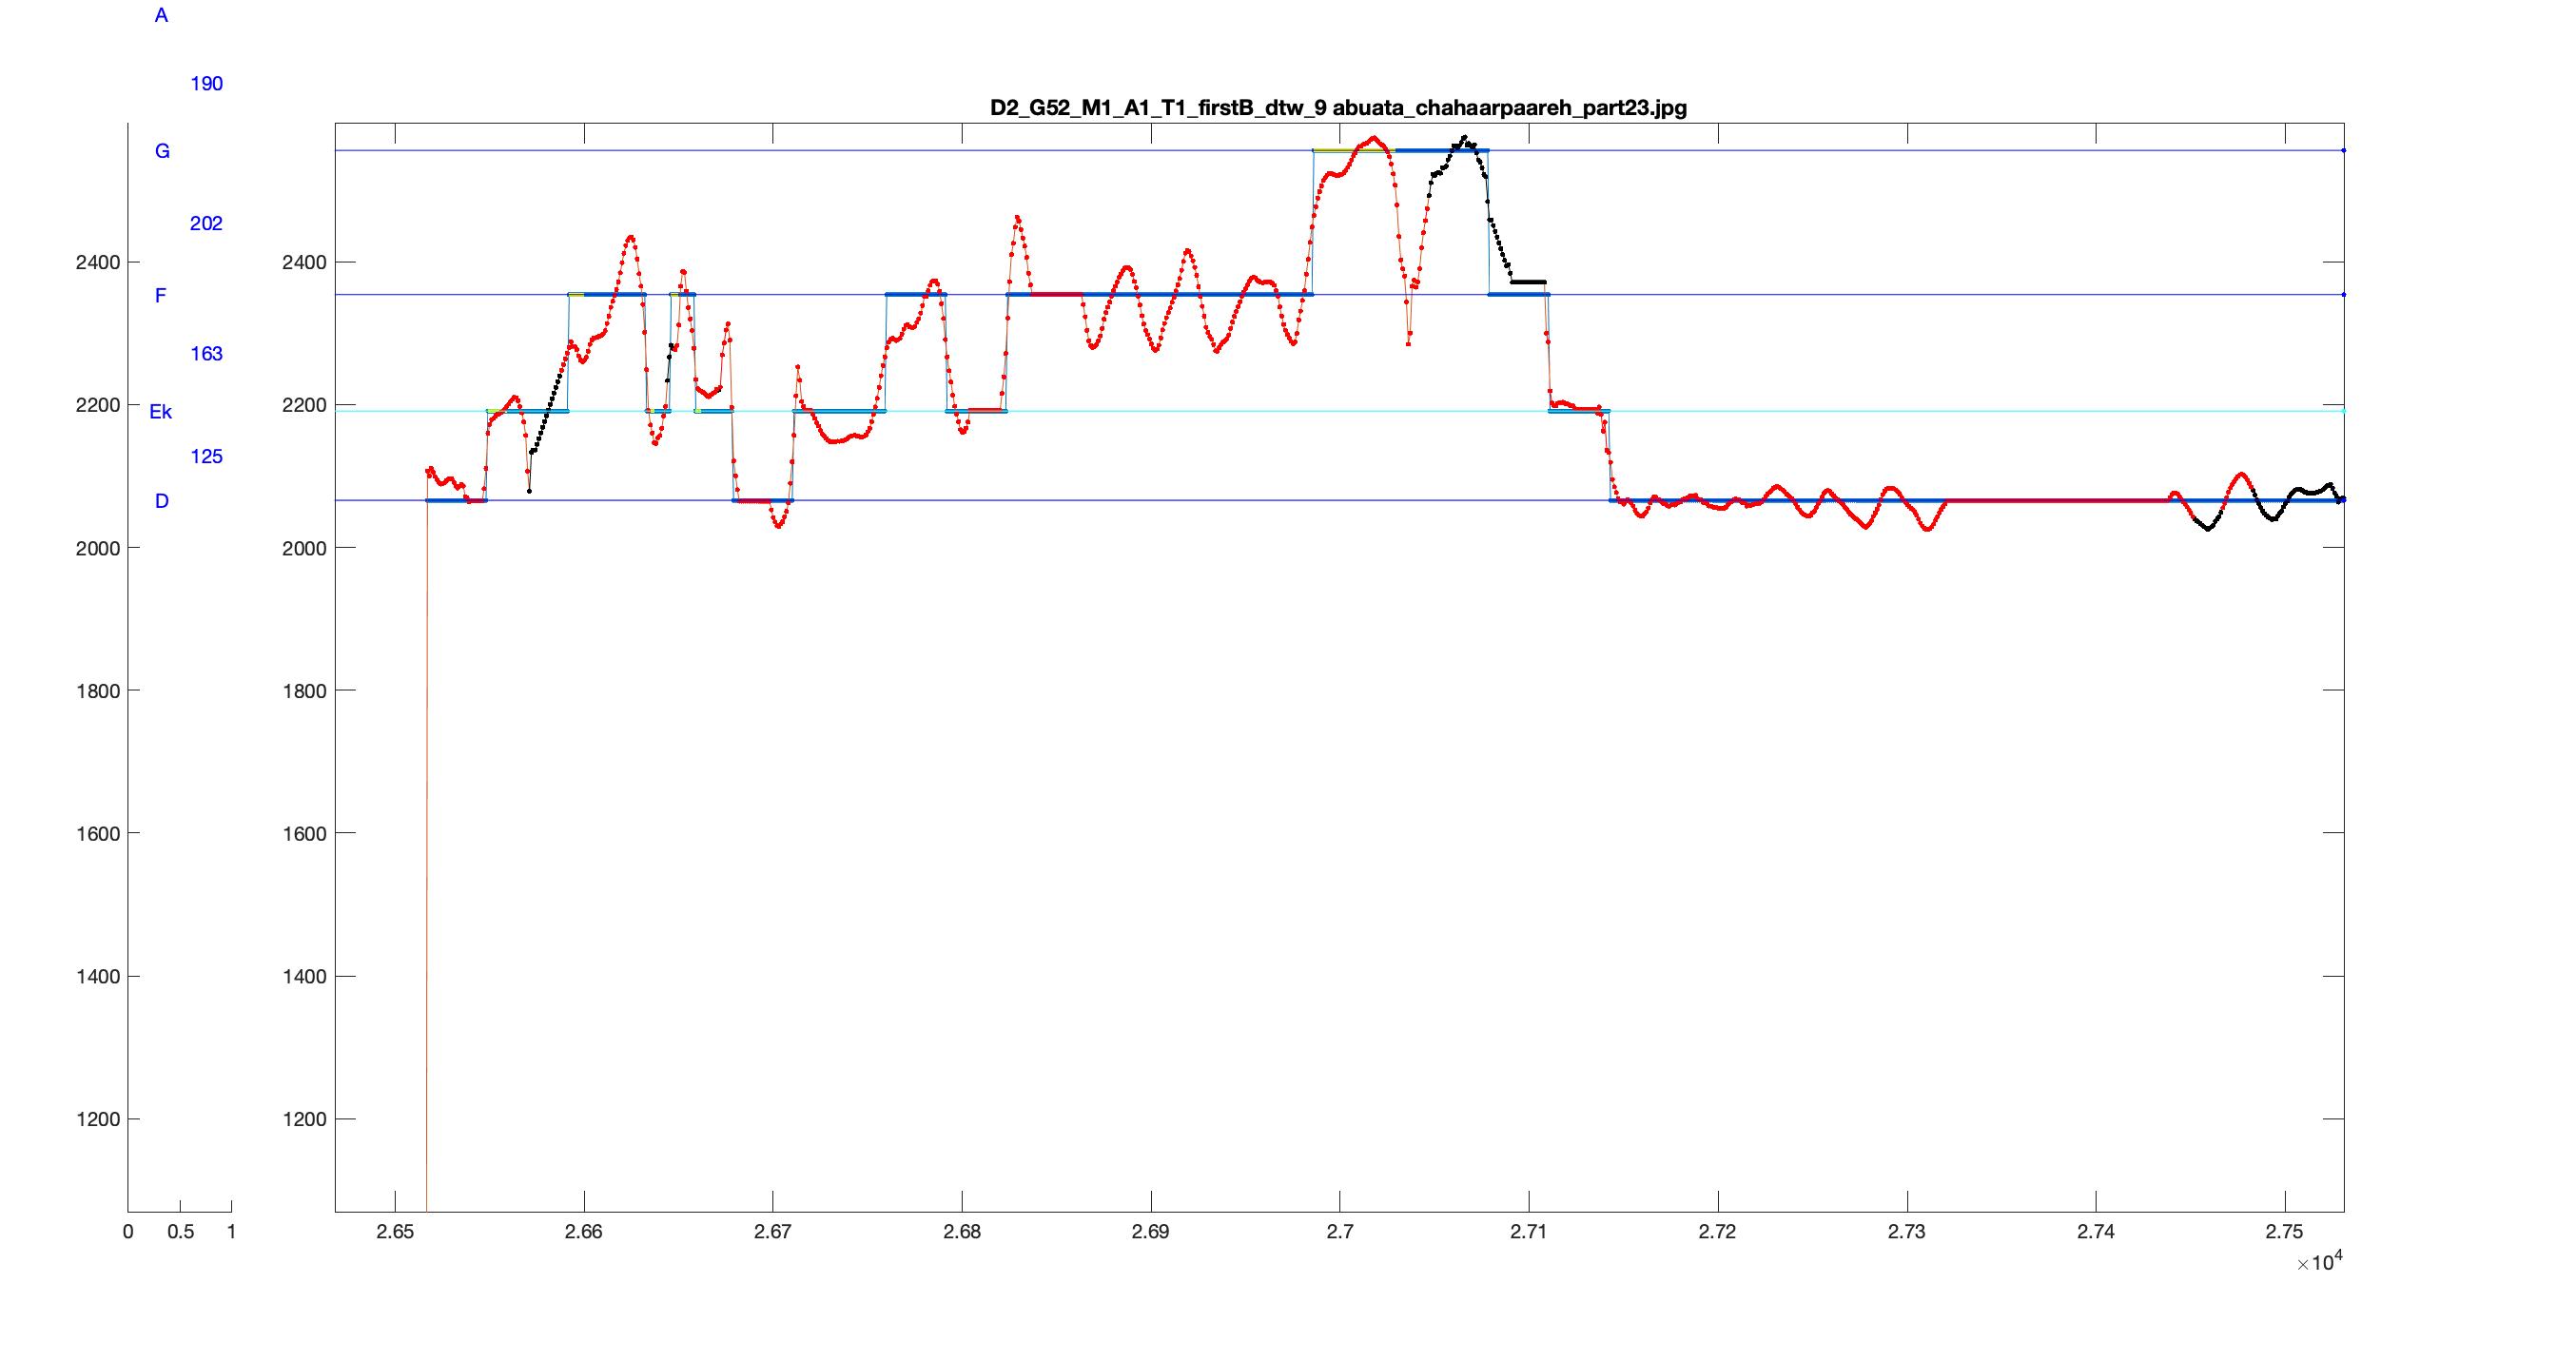 A
190
D2_G52_M1_A1_T1_firstB_dtw_9 abuata_chahaarpaareh_part23.jpg
G
202
2400 2400
F
163
2200 Ek 2200
125
D
2000 2000
1800 1800
1600 1600
1400 1400
1200 1200
0 0.5 1 2.65 2.66 2.67 2.68 2.69 2.7 2.71 2.72 2.73 2.74 2.75
×10^4